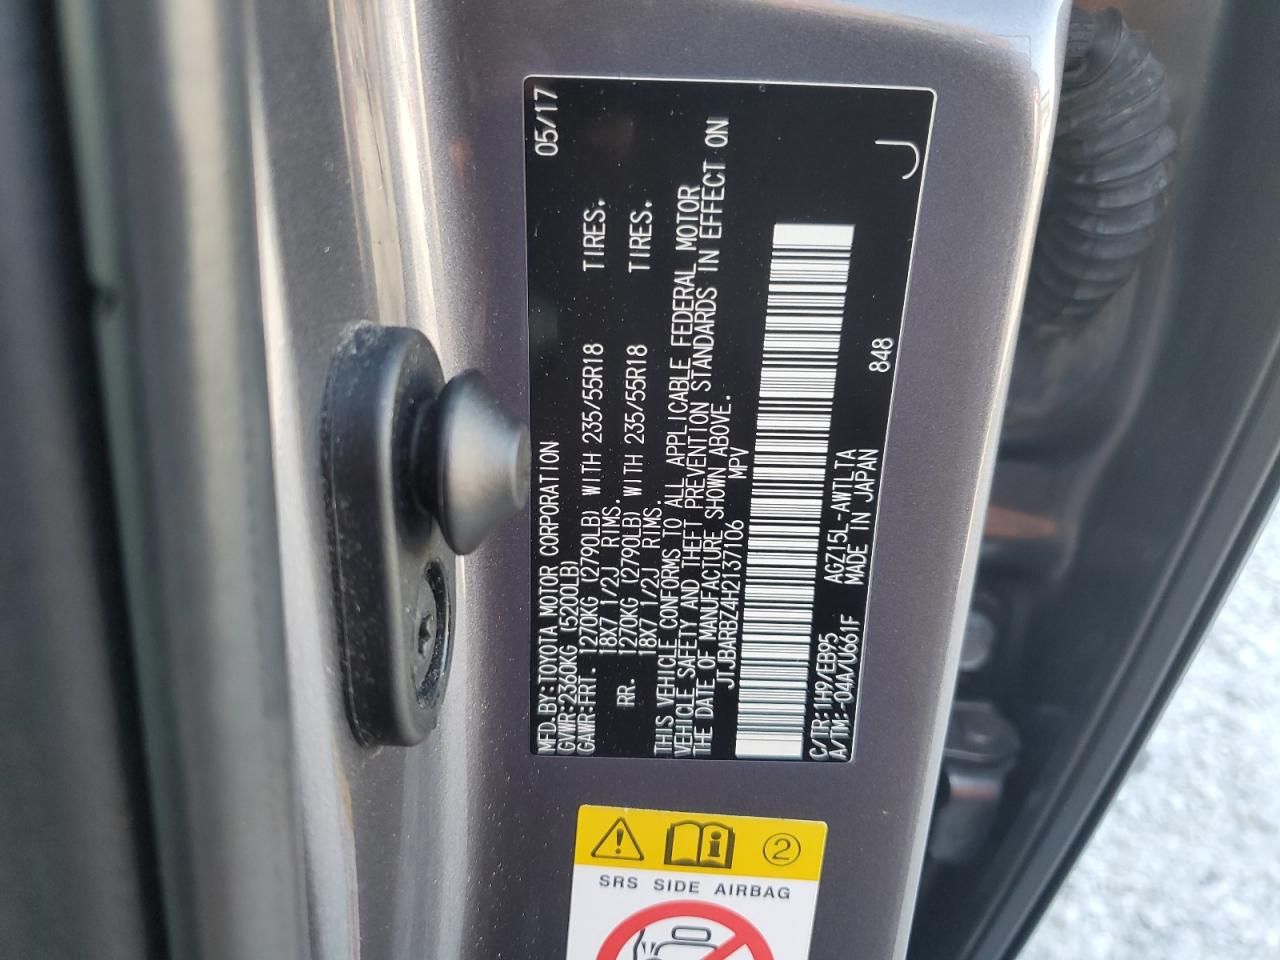 MFD.BY:TOYOTA MOTOR CORPORATION 05/17
GVWR:2360KG (5200LB)
GAWR:FRT. 1270KG (2790LB) WITH 235/55R18 TIRES.
18X7 1/2J RIMS.
RR. 1270KG (2790LB) WITH 235/55R18 TIRES.
18X7 1/2J RIMS.
THIS VEHICLE CONFORMS TO ALL APPLICABLE FEDERAL MOTOR
VEHICLE SAFETY AND THEFT PREVENTION STANDARDS IN EFFECT ON
THE DATE OF MANUFACTURE SHOWN ABOVE.
JTJBARBZ4H2137106 MPV
C/TR:1H9/EB95 AGZ15L-AWTLTA 848
A/TM:-04A/U661F MADE IN JAPAN
J
2
SRS SIDE AIRBAG